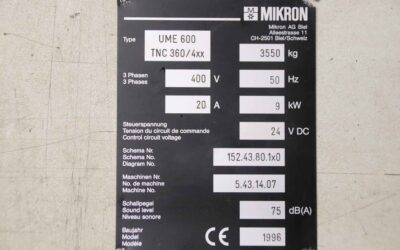 MIKRON
Mikron AG Biel
Alleestrasse 11
CH-2501 Biel/Schweiz
Type UME 600
TNC 360/4xx 3550 kg
3 Phasen
3 Phases 400 V 50 Hz
20 A 9 kW
Steuerspannung
Tension du circuit de commande
Control circuit voltage 24 V DC
Schema Nr.
Schema No.
Diagram No. 152.43.80.1x0
Maschinen Nr.
No. de machine
Machine No. 5.43.14.07
Schallpegel
Sound level
Niveau sonore 75 dB(A)
Baujahr
Model
Modèle CE 1996